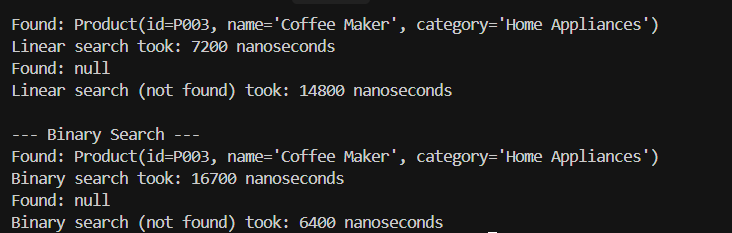 Found: Product(id=P003, name='Coffee Maker', category='Home Appliances')
Linear search took: 7200 nanoseconds
Found: null
Linear search (not found) took: 14800 nanoseconds
--- Binary Search ---
Found: Product(id=P003, name='Coffee Maker', category='Home Appliances')
Binary search took: 16700 nanoseconds
Found: null
Binary search (not found) took: 6400 nanoseconds